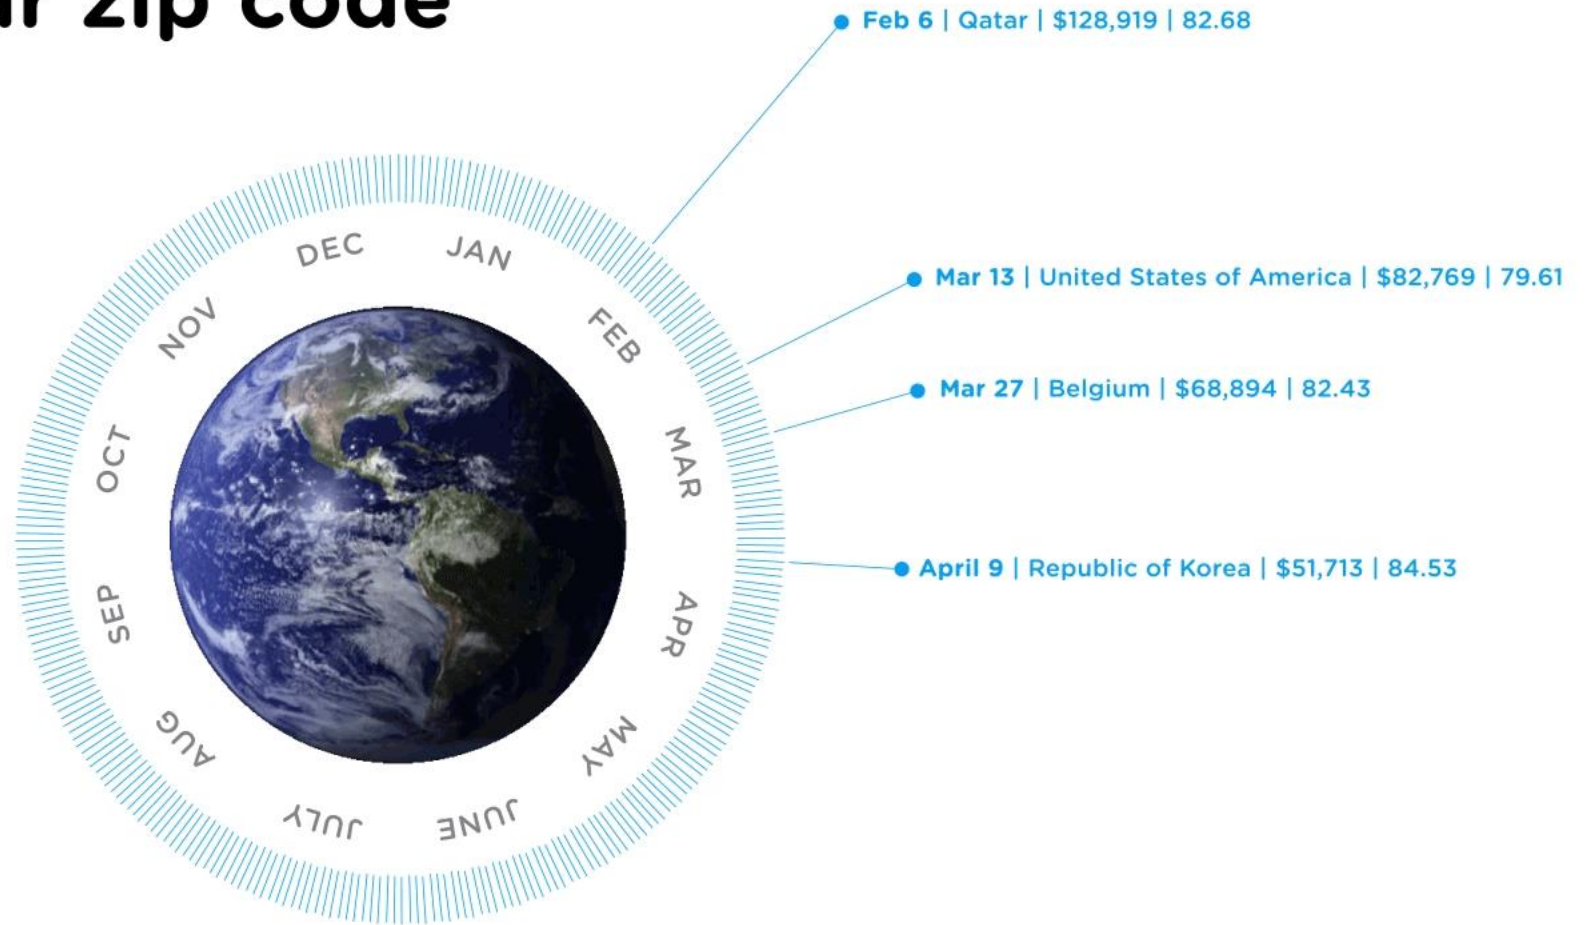 zip code
Feb 6 | Qatar | $128,919 | 82.68
Mar 13 | United States of America | $82,769 | 79.61
Mar 27 | Belgium | $68,894 | 82.43
April 9 | Republic of Korea | $51,713 | 84.53
JAN
FEB
MAR
APR
MAY
JUNE
JULY
AUG
SEP
OCT
NOV
DEC